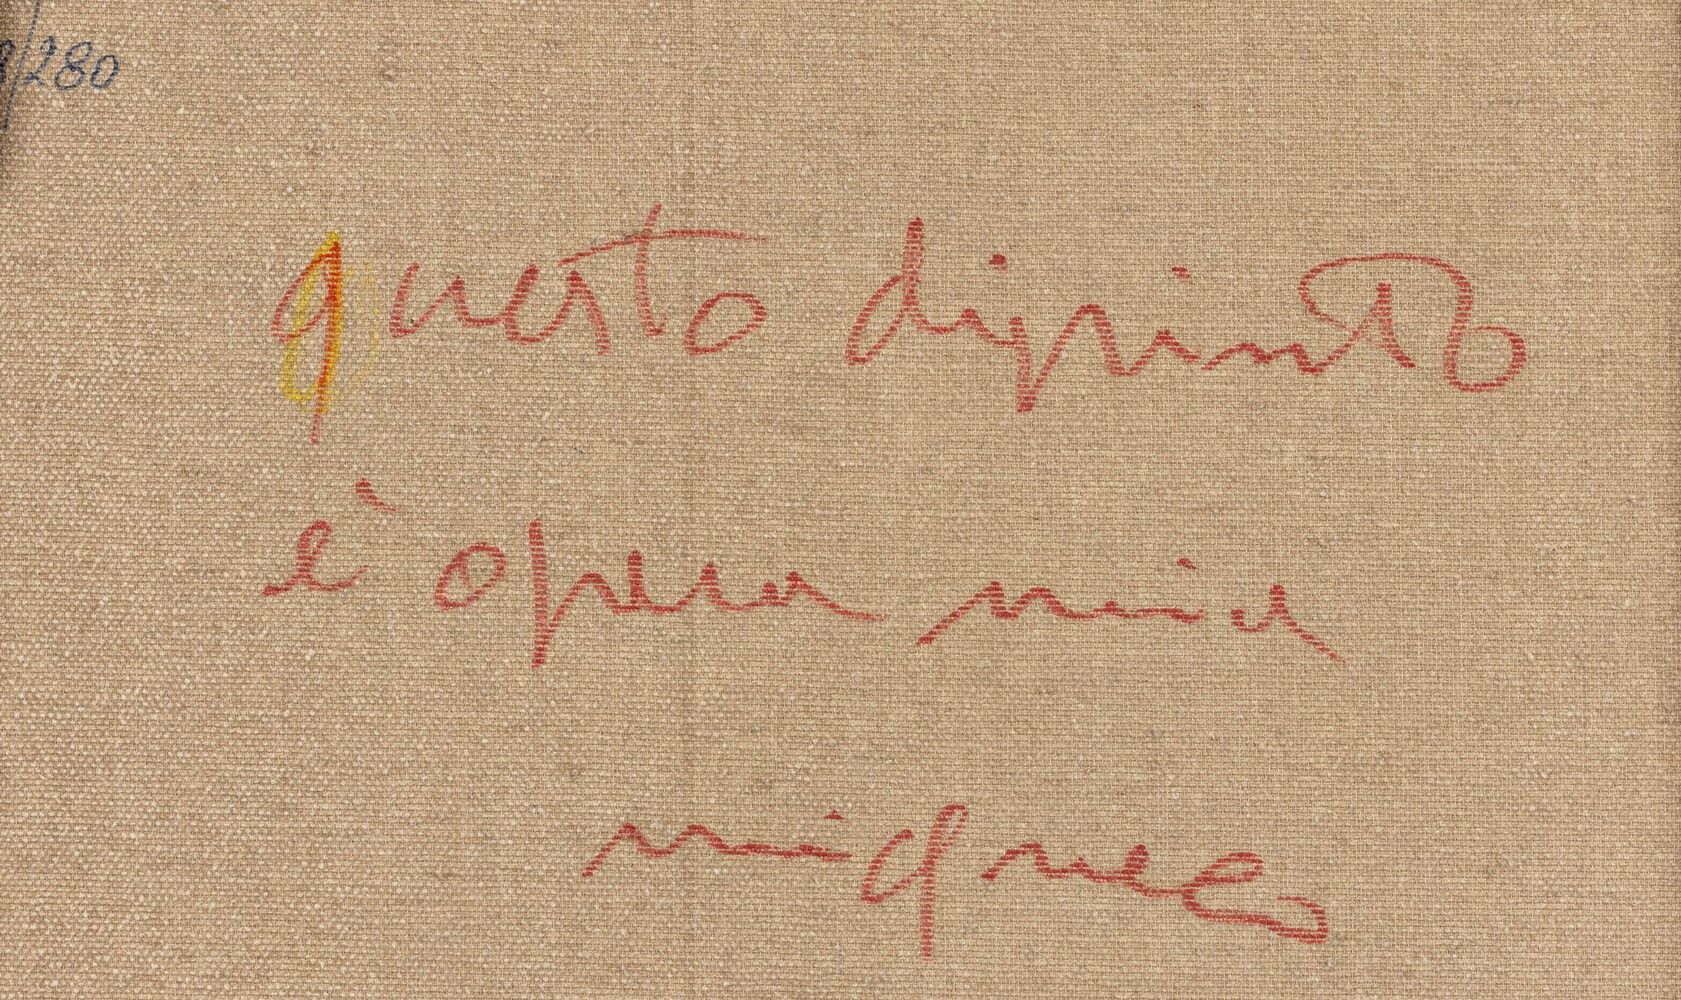 /280
questo dipinto
è opera mia
migneco